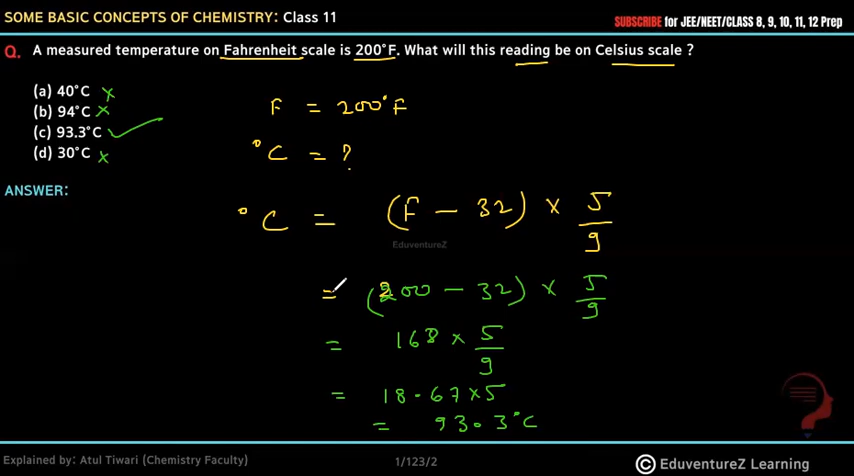 SOME BASIC CONCEPTS OF CHEMISTRY: Class 11
SUBSCRIBE for JEE/NEET/CLASS 8, 9, 10, 11, 12 Prep
Q. A measured temperature on Fahrenheit scale is 200°F. What will this reading be on Celsius scale ?
(a) 40°C ×
(b) 94°C ×
(c) 93.3°C ✓
(d) 30°C ×
F = 200°F
°C = ?
ANSWER:
°C = (F - 32) × 5/9
EduventureZ
= (200 - 32) × 5/9
= 168 × 5/9
= 18.67 × 5
= 93.3°C
Explained by: Atul Tiwari (Chemistry Faculty)
1/123/2
© EduventureZ Learning